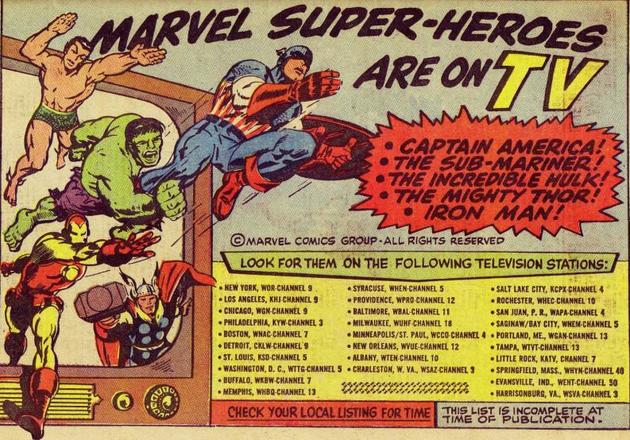 MARVEL SUPER-HEROES
ARE ON TV
• CAPTAIN AMERICA!
• THE SUB-MARINER!
• THE INCREDIBLE HULK!
• THE MIGHTY THOR!
• IRON MAN!
©MARVEL COMICS GROUP-ALL RIGHTS RESERVED
LOOK FOR THEM ON THE FOLLOWING TELEVISION STATIONS:
• NEW YORK, WOR-CHANNEL 9
• LOS ANGELES, KHJ-CHANNEL 9
• CHICAGO, WGN-CHANNEL 9
• PHILADELPHIA, KYW-CHANNEL 3
• BOSTON, WNAC-CHANNEL 7
• DETROIT, CKLW-CHANNEL 9
• ST. LOUIS, KSD-CHANNEL 5
• WASHINGTON, D. C., WTTG-CHANNEL 5
• BUFFALO, WKBW-CHANNEL 7
• MEMPHIS, WHBQ-CHANNEL 13
• SYRACUSE, WHEN-CHANNEL 5
• PROVIDENCE, WPRO-CHANNEL 12
• BALTIMORE, WBAL-CHANNEL 11
• MILWAUKEE, WUHF-CHANNEL 18
• MINNEAPOLIS/ST. PAUL, WCCO-CHANNEL 4
• NEW ORLEANS, WVUE-CHANNEL 12
• ALBANY, WTEN-CHANNEL 10
• CHARLESTON, W. VA., WSAZ-CHANNEL 3
• SALT LAKE CITY, KCPX-CHANNEL 4
• ROCHESTER, WHEC-CHANNEL 10
• SAN JUAN, P. R., WAPA-CHANNEL 4
• SAGINAW/BAY CITY, WNEM-CHANNEL 5
• PORTLAND, ME., WGAN-CHANNEL 13
• TAMPA, WTVT-CHANNEL 13
• LITTLE ROCK, KATV, CHANNEL 7
• SPRINGFIELD, MASS., WHYN-CHANNEL 40
• EVANSVILLE, IND., WEHT-CHANNEL 50
• HARRISONBURG, VA., WSVA-CHANNEL 3
CHECK YOUR LOCAL LISTING FOR TIME
THIS LIST IS INCOMPLETE AT
TIME OF PUBLICATION.